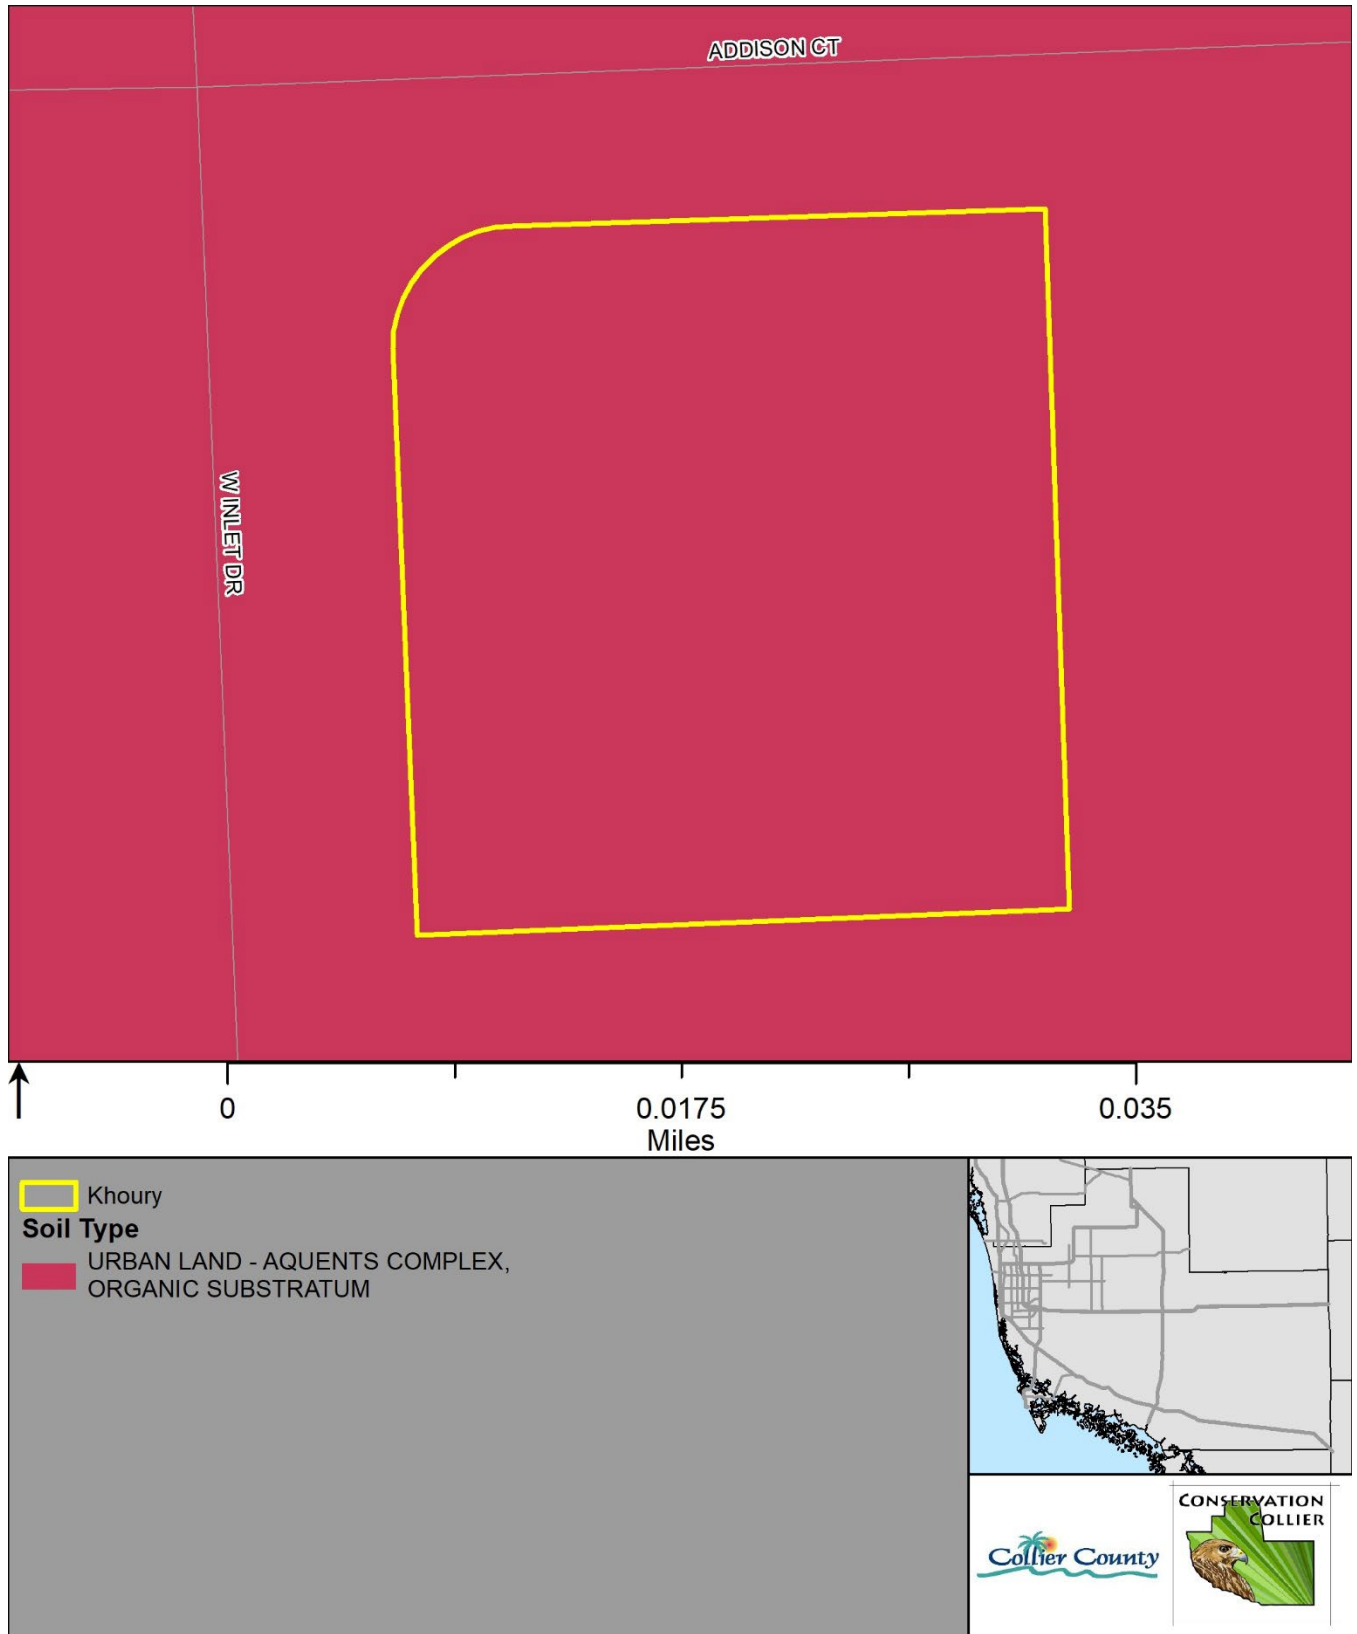 ADDISON CT
W INLET DR
0 0.0175 0.035
Miles
Khoury
Soil Type
URBAN LAND - AQUENTS COMPLEX,
ORGANIC SUBSTRATUM
CONSERVATION
COLLIER
Collier County